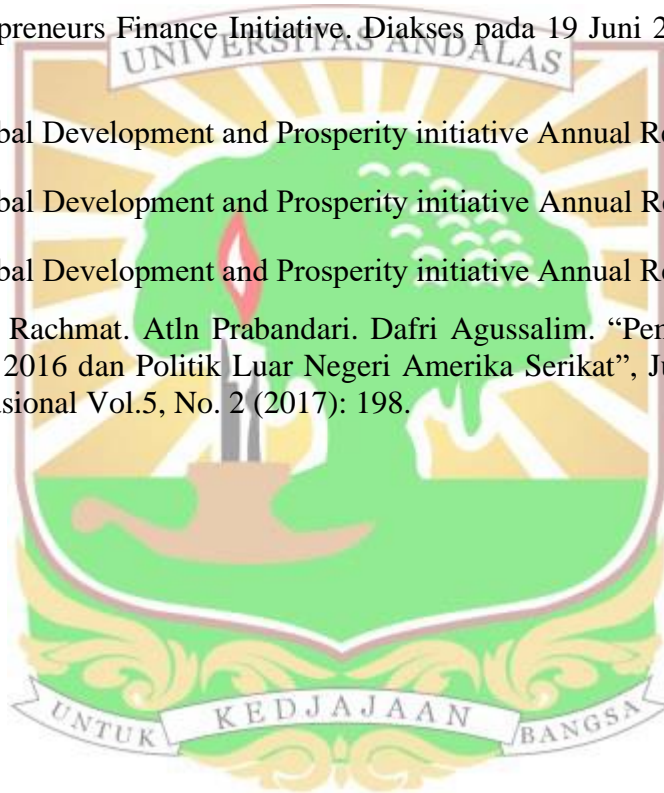 preneurs Finance Initiative. Diakses pada 19 Juni 2
UNIVERSITAS ANDALAS
bal Development and Prosperity initiative Annual Re
bal Development and Prosperity initiative Annual Re
bal Development and Prosperity initiative Annual Re
Rachmat. Atln Prabandari. Dafri Agussalim. “Pen
2016 dan Politik Luar Negeri Amerika Serikat”, Ju
asional Vol.5, No. 2 (2017): 198.
UNTUK KEDJAJAAN BANGSA